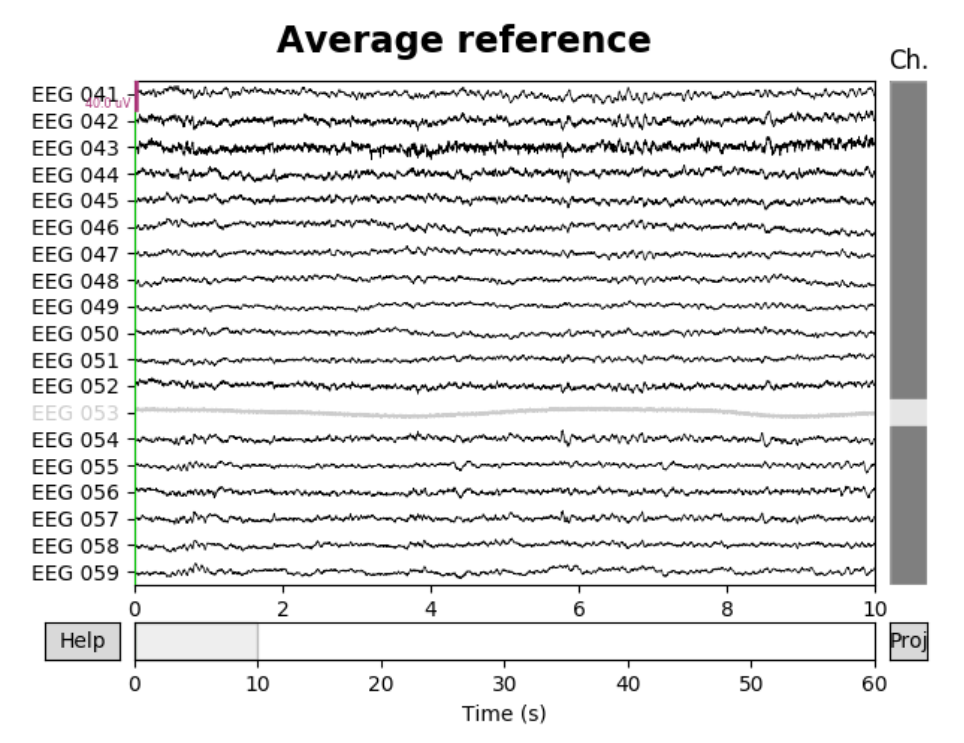 Average reference
Ch.
EEG 041
40.0 uV
EEG 042
EEG 043
EEG 044
EEG 045
EEG 046
EEG 047
EEG 048
EEG 049
EEG 050
EEG 051
EEG 052
EEG 053
EEG 054
EEG 055
EEG 056
EEG 057
EEG 058
EEG 059
0 2 4 6 8 10
Help Proj
0 10 20 30 40 50 60
Time (s)